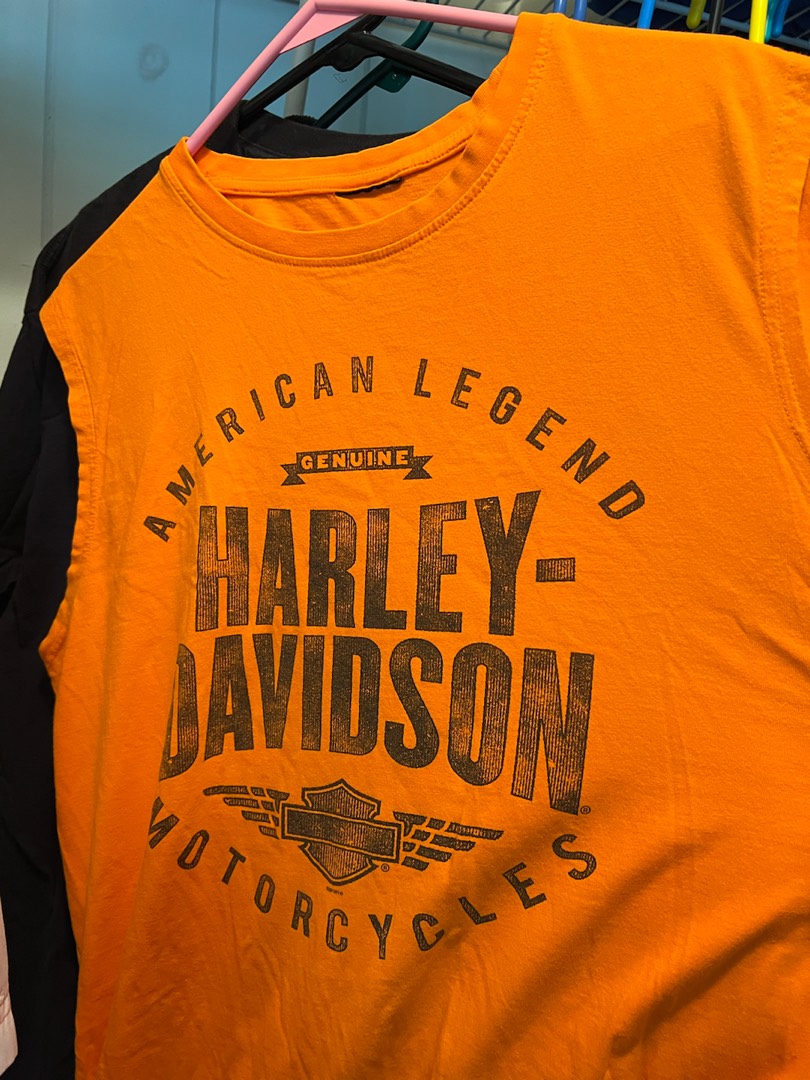 AMERICAN LEGEND
GENUINE
HARLEY-
DAVIDSON
®
®
MOTORCYCLES